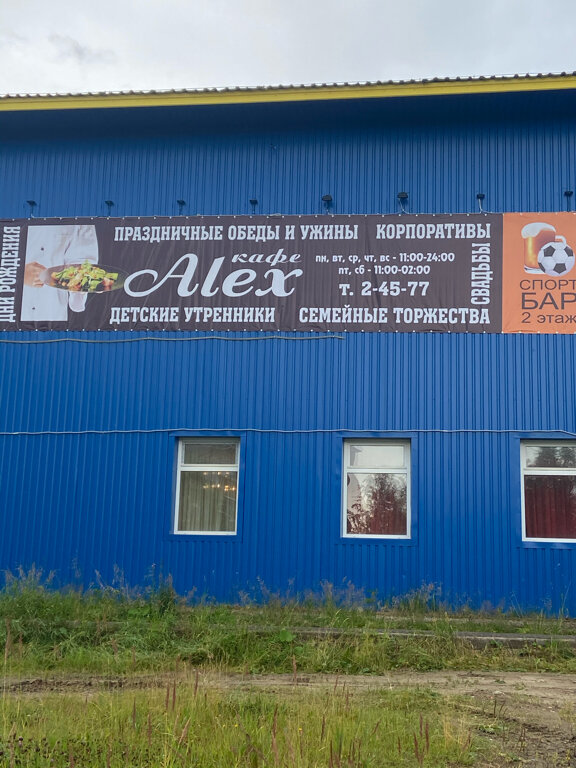 ДНИ РОЖДЕНИЯ
ПРАЗДНИЧНЫЕ ОБЕДЫ И УЖИНЫ КОРПОРАТИВЫ
кафе
Alex
пн, вт, ср, чт, вс - 11:00-24:00
пт, сб - 11:00-02:00
т. 2-45-77
ДЕТСКИЕ УТРЕННИКИ СЕМЕЙНЫЕ ТОРЖЕСТВА
СВАДЬБЫ
СПОРТ
БАР
2 этаж